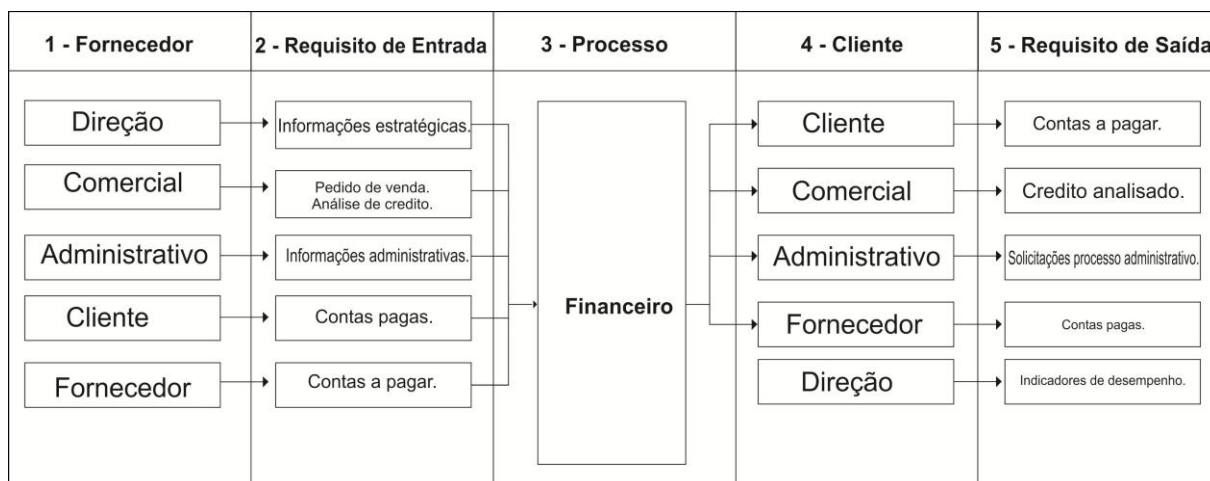 1 - Fornecedor
2 - Requisito de Entrada
3 - Processo
4 - Cliente
5 - Requisito de Saída
Direção
Informações estratégicas.
Cliente
Contas a pagar.
Comercial
Pedido de venda.
Análise de credito.
Comercial
Credito analisado.
Administrativo
Informações administrativas.
Administrativo
Solicitações processo administrativo.
Cliente
Contas pagas.
Financeiro
Fornecedor
Contas pagas.
Fornecedor
Contas a pagar.
Direção
Indicadores de desempenho.